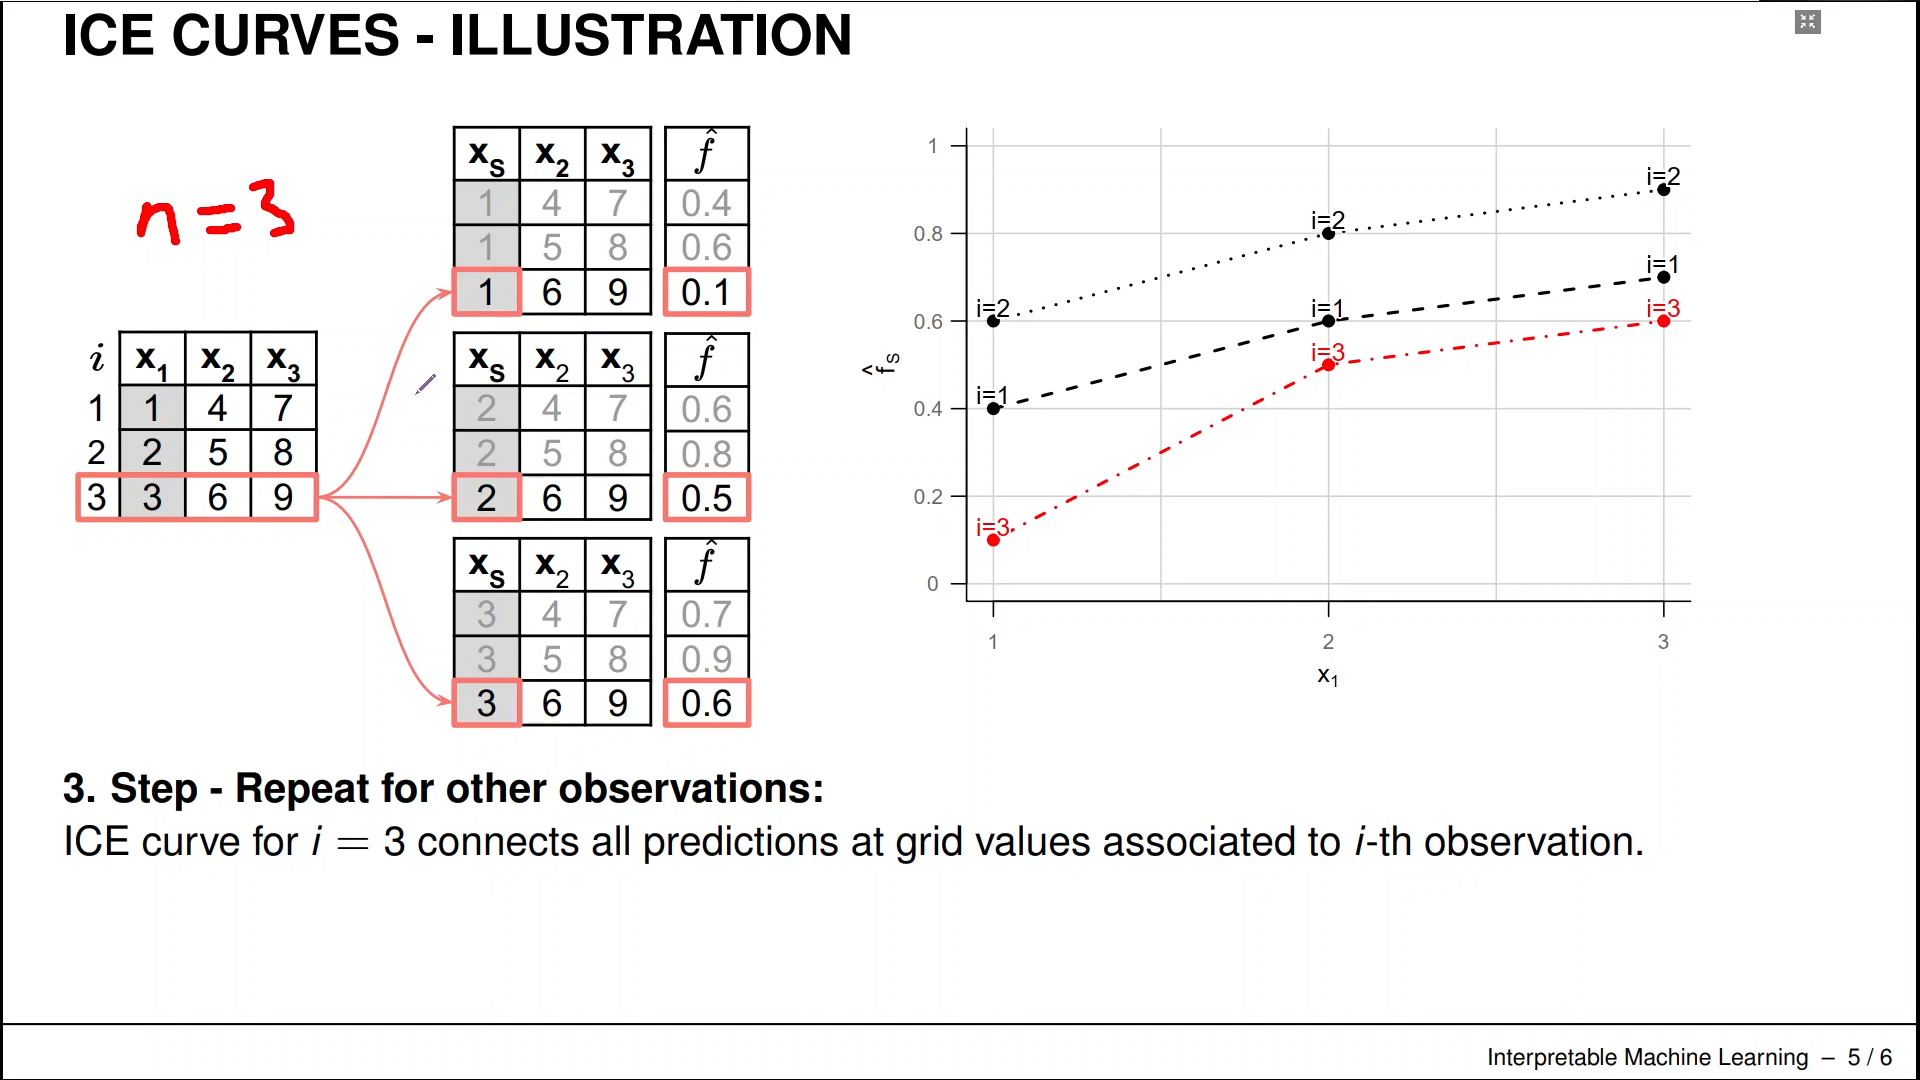 ICE CURVES - ILLUSTRATION
n = 3
i x1 x2 x3
1 1 4 7
2 2 5 8
3 3 6 9
xS x2 x3 f̂
1 4 7 0.4
1 5 8 0.6
1 6 9 0.1
xS x2 x3 f̂
2 4 7 0.6
2 5 8 0.8
2 6 9 0.5
xS x2 x3 f̂
3 4 7 0.7
3 5 8 0.9
3 6 9 0.6
f̂S
1
0.8
0.6
0.4
0.2
0
i=2 i=2 i=2
i=1 i=1 i=1
i=3 i=3 i=3
1 2 3
x1
3. Step - Repeat for other observations:
ICE curve for i = 3 connects all predictions at grid values associated to i-th observation.
Interpretable Machine Learning – 5 / 6